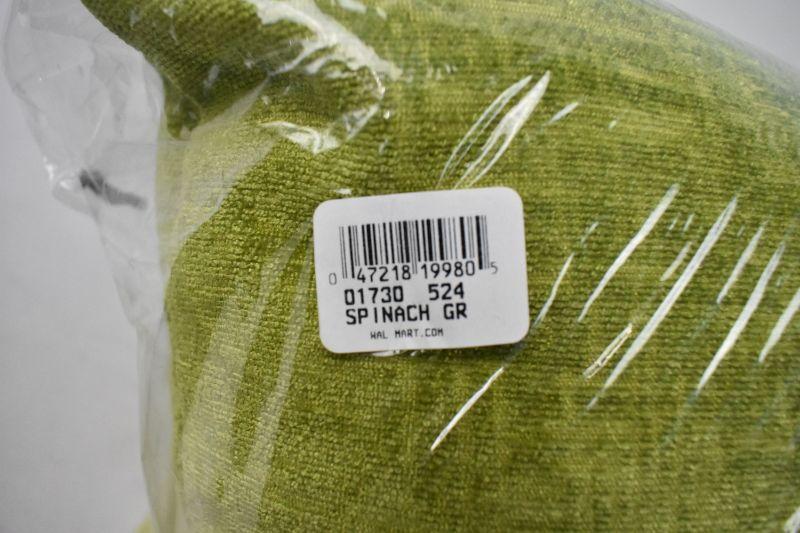 0 47218 19980 5
01730 524
SPINACH GR
WAL MART.COM